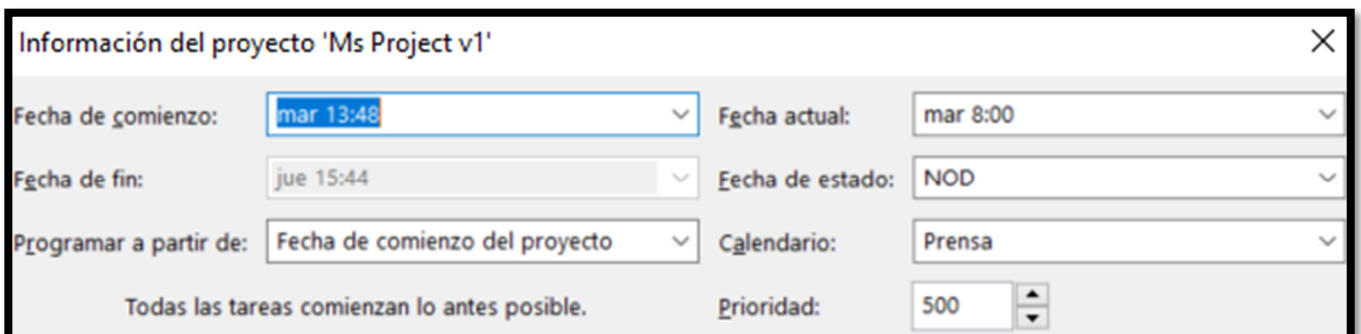 Información del proyecto 'Ms Project v1'
Fecha de comienzo: mar 13:48 Fecha actual: mar 8:00
Fecha de fin: jue 15:44 Fecha de estado: NOD
Programar a partir de: Fecha de comienzo del proyecto Calendario: Prensa
Todas las tareas comienzan lo antes posible. Prioridad: 500